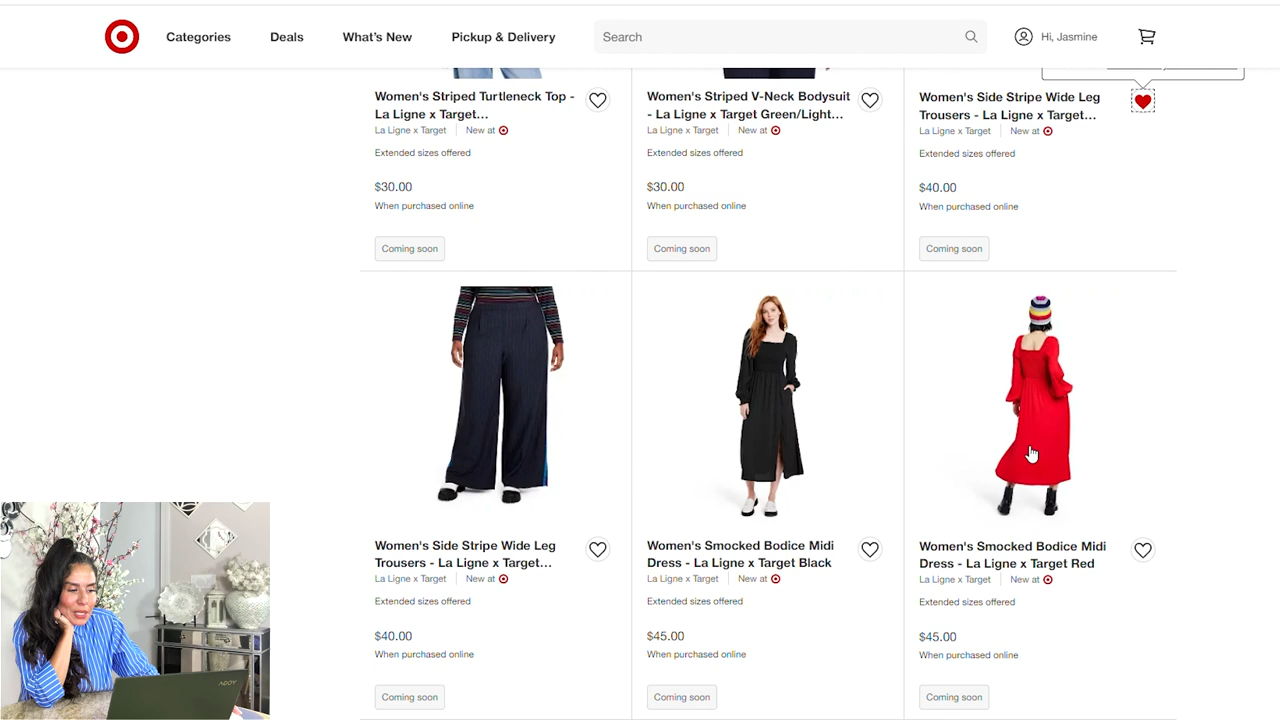 Categories
Deals
What's New
Pickup & Delivery
Search
Hi, Jasmine
Women's Striped Turtleneck Top -
La Ligne x Target...
La Ligne x Target
New at
Extended sizes offered
$30.00
When purchased online
Coming soon
Women's Striped V-Neck Bodysuit
- La Ligne x Target Green/Light...
La Ligne x Target
New at
Extended sizes offered
$30.00
When purchased online
Coming soon
Women's Side Stripe Wide Leg
Trousers - La Ligne x Target...
La Ligne x Target
New at
Extended sizes offered
$40.00
When purchased online
Coming soon
Women's Side Stripe Wide Leg
Trousers - La Ligne x Target...
La Ligne x Target
New at
Extended sizes offered
$40.00
When purchased online
Coming soon
Women's Smocked Bodice Midi
Dress - La Ligne x Target Black
La Ligne x Target
New at
Extended sizes offered
$45.00
When purchased online
Coming soon
Women's Smocked Bodice Midi
Dress - La Ligne x Target Red
La Ligne x Target
New at
Extended sizes offered
$45.00
When purchased online
Coming soon